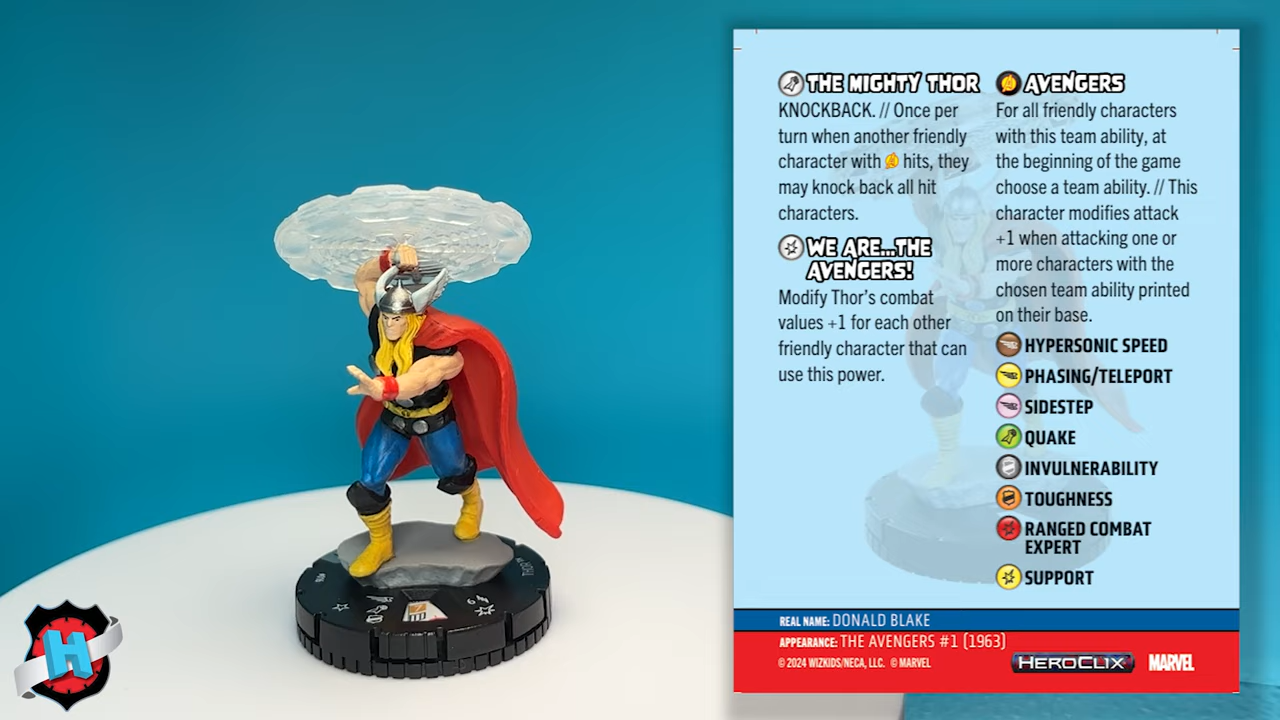 THE MIGHTY THOR
KNOCKBACK. // Once per
turn when another friendly
character with hits, they
may knock back all hit
characters.
WE ARE...THE
AVENGERS!
Modify Thor's combat
values +1 for each other
friendly character that can
use this power.
AVENGERS
For all friendly characters
with this team ability, at
the beginning of the game
choose a team ability. // This
character modifies attack
+1 when attacking one or
more characters with the
chosen team ability printed
on their base.
HYPERSONIC SPEED
PHASING/TELEPORT
SIDESTEP
QUAKE
INVULNERABILITY
TOUGHNESS
RANGED COMBAT
EXPERT
SUPPORT
REAL NAME: DONALD BLAKE
APPEARANCE: THE AVENGERS #1 (1963)
© 2024 WIZKIDS/NECA, LLC. © MARVEL
HEROCLIX
MARVEL
H